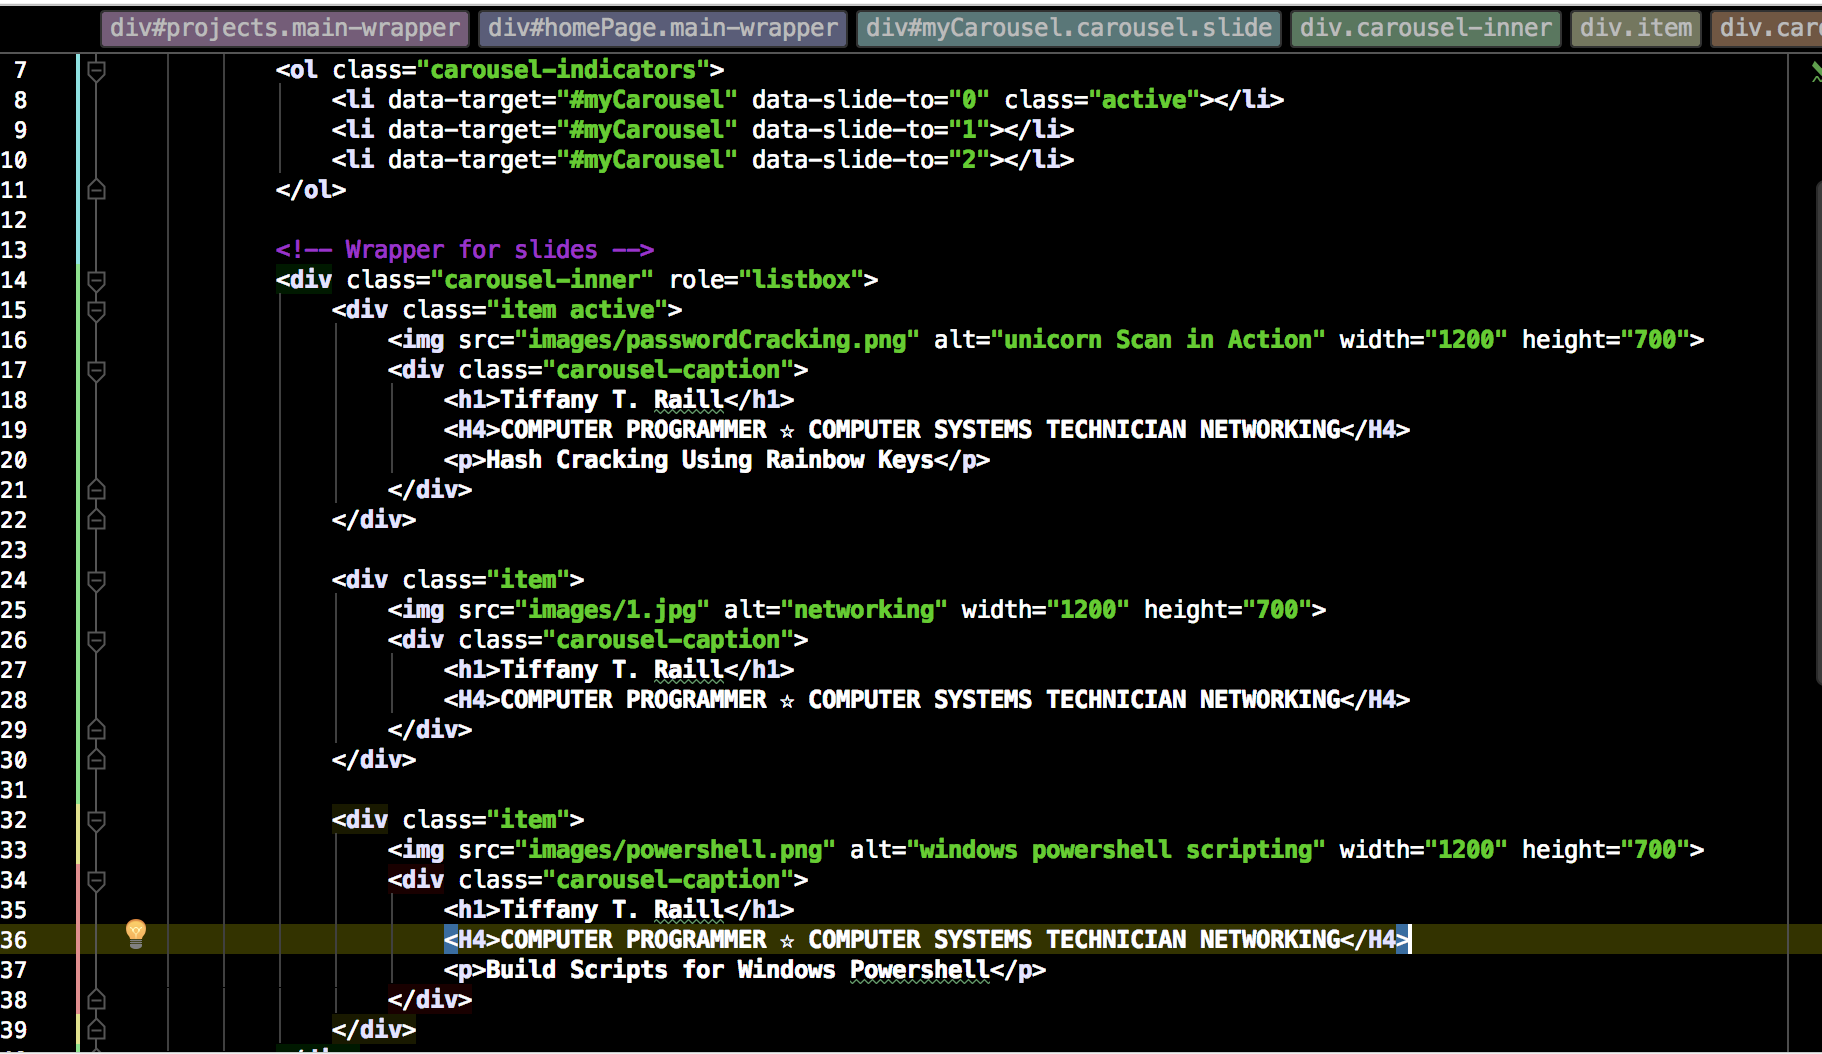 div#projects.main-wrapper div#homePage.main-wrapper div#myCarousel.carousel.slide div.carousel-inner div.item div.car
7 <ol class="carousel-indicators">
8 <li data-target="#myCarousel" data-slide-to="0" class="active"></li>
9 <li data-target="#myCarousel" data-slide-to="1"></li>
10 <li data-target="#myCarousel" data-slide-to="2"></li>
11 </ol>
12
13 <!-- Wrapper for slides -->
14 <div class="carousel-inner" role="listbox">
15 <div class="item active">
16 <img src="images/passwordCracking.png" alt="unicorn Scan in Action" width="1200" height="700">
17 <div class="carousel-caption">
18 <h1>Tiffany T. Raill</h1>
19 <H4>COMPUTER PROGRAMMER ☆ COMPUTER SYSTEMS TECHNICIAN NETWORKING</H4>
20 <p>Hash Cracking Using Rainbow Keys</p>
21 </div>
22 </div>
23
24 <div class="item">
25 <img src="images/1.jpg" alt="networking" width="1200" height="700">
26 <div class="carousel-caption">
27 <h1>Tiffany T. Raill</h1>
28 <H4>COMPUTER PROGRAMMER ☆ COMPUTER SYSTEMS TECHNICIAN NETWORKING</H4>
29 </div>
30 </div>
31
32 <div class="item">
33 <img src="images/powershell.png" alt="windows powershell scripting" width="1200" height="700">
34 <div class="carousel-caption">
35 <h1>Tiffany T. Raill</h1>
36 <H4>COMPUTER PROGRAMMER ☆ COMPUTER SYSTEMS TECHNICIAN NETWORKING</H4>
37 <p>Build Scripts for Windows Powershell</p>
38 </div>
39 </div>